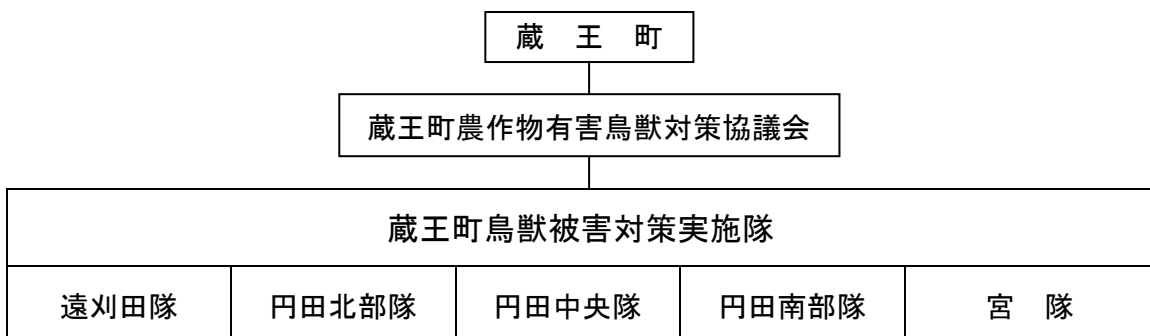 蔵　王　町
蔵王町農作物有害鳥獣対策協議会
蔵王町鳥獣被害対策実施隊
遠刈田隊
円田北部隊
円田中央隊
円田南部隊
宮　隊